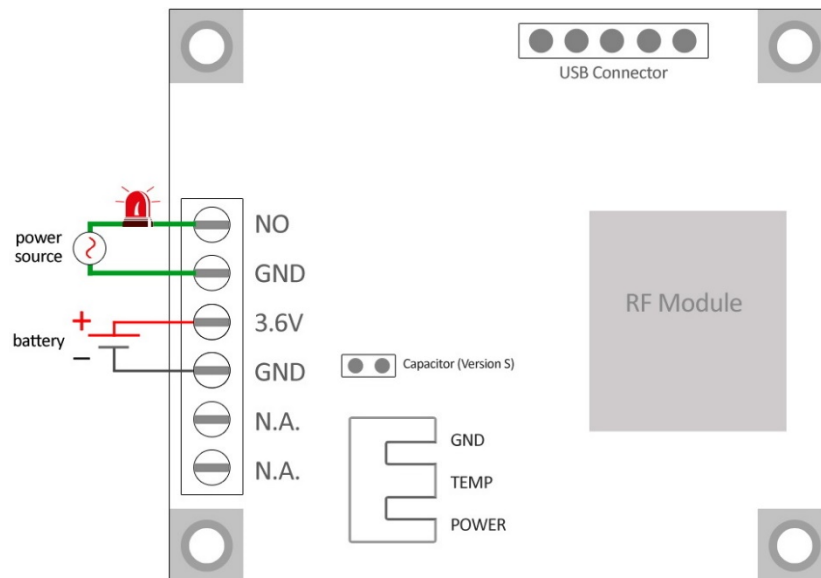 USB Connector
power
source
NO
GND
battery
+
3.6V
−
GND
N.A.
N.A.
RF Module
Capacitor (Version S)
GND
TEMP
POWER